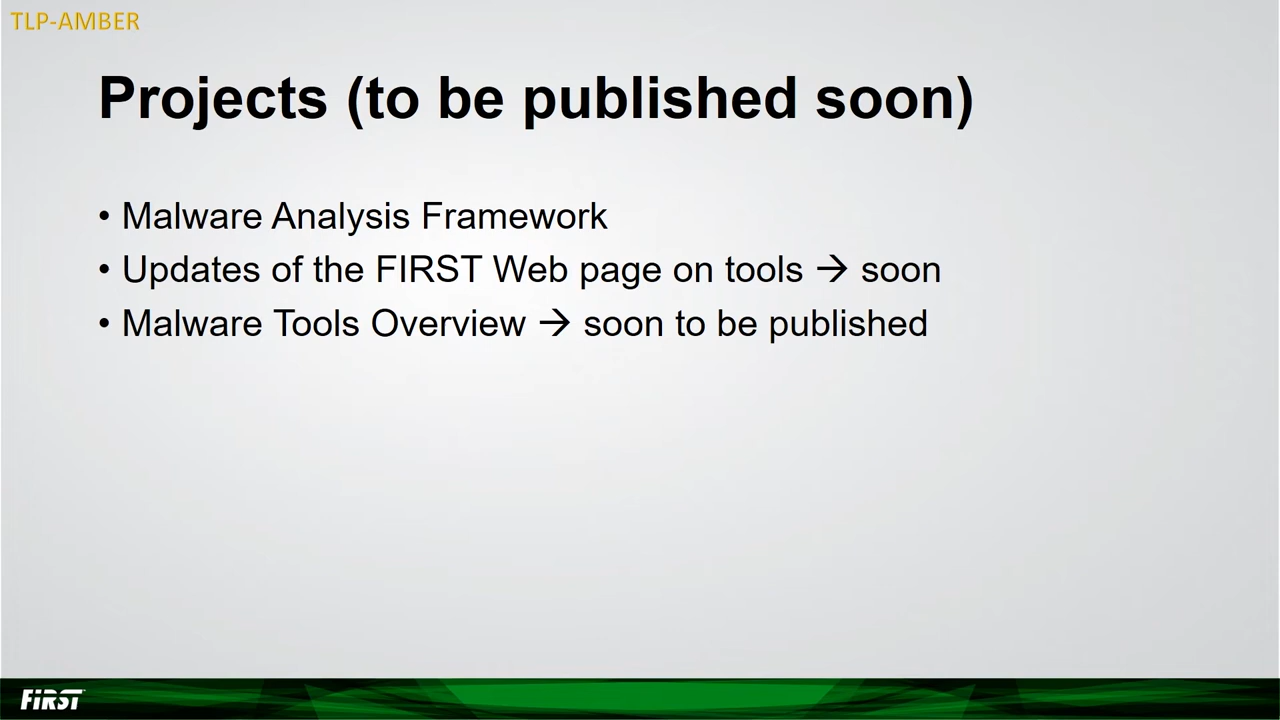 TLP-AMBER
Projects (to be published soon)
• Malware Analysis Framework
• Updates of the FIRST Web page on tools → soon
• Malware Tools Overview → soon to be published
FiRST